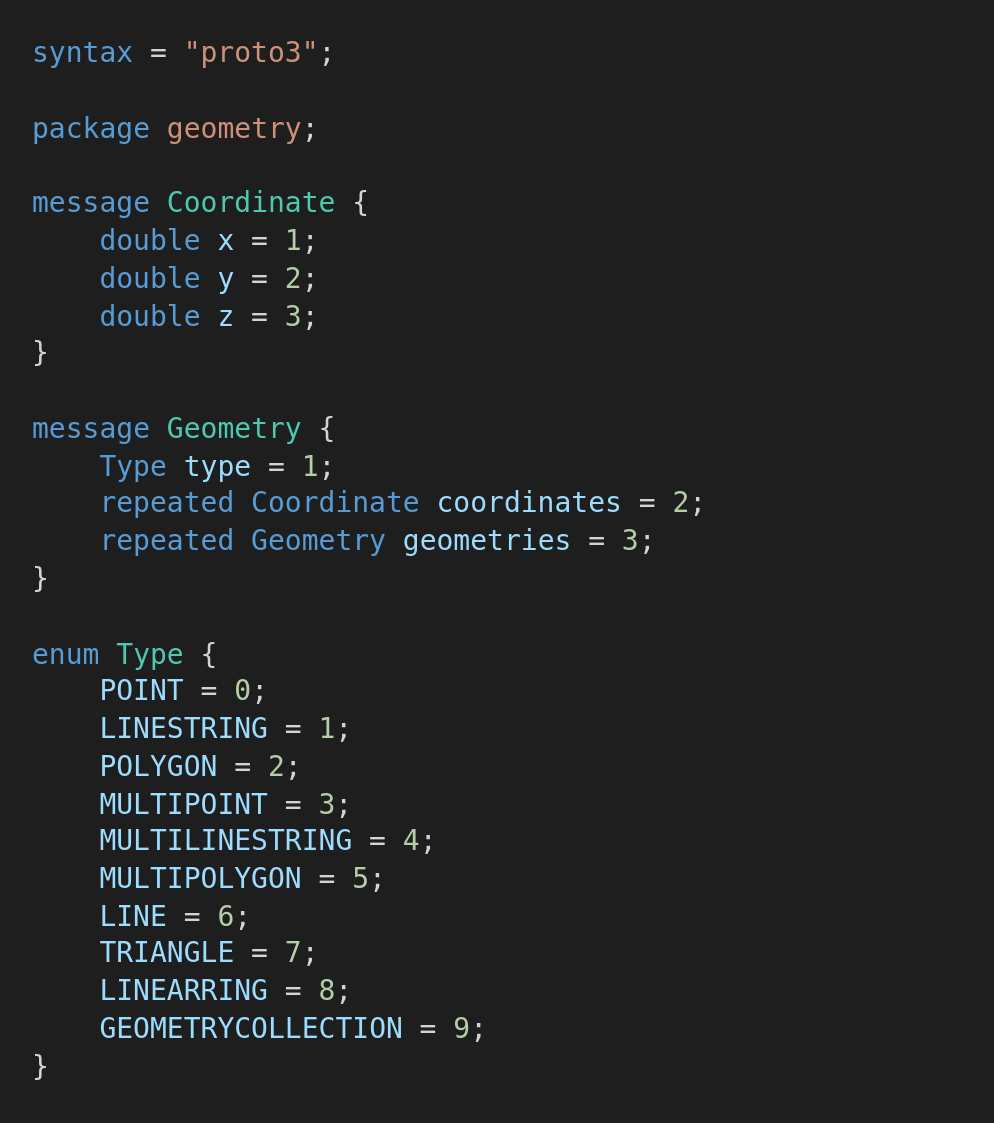 syntax = "proto3";
package geometry;
message Coordinate {
    double x = 1;
    double y = 2;
    double z = 3;
}
message Geometry {
    Type type = 1;
    repeated Coordinate coordinates = 2;
    repeated Geometry geometries = 3;
}
enum Type {
    POINT = 0;
    LINESTRING = 1;
    POLYGON = 2;
    MULTIPOINT = 3;
    MULTILINESTRING = 4;
    MULTIPOLYGON = 5;
    LINE = 6;
    TRIANGLE = 7;
    LINEARRING = 8;
    GEOMETRYCOLLECTION = 9;
}